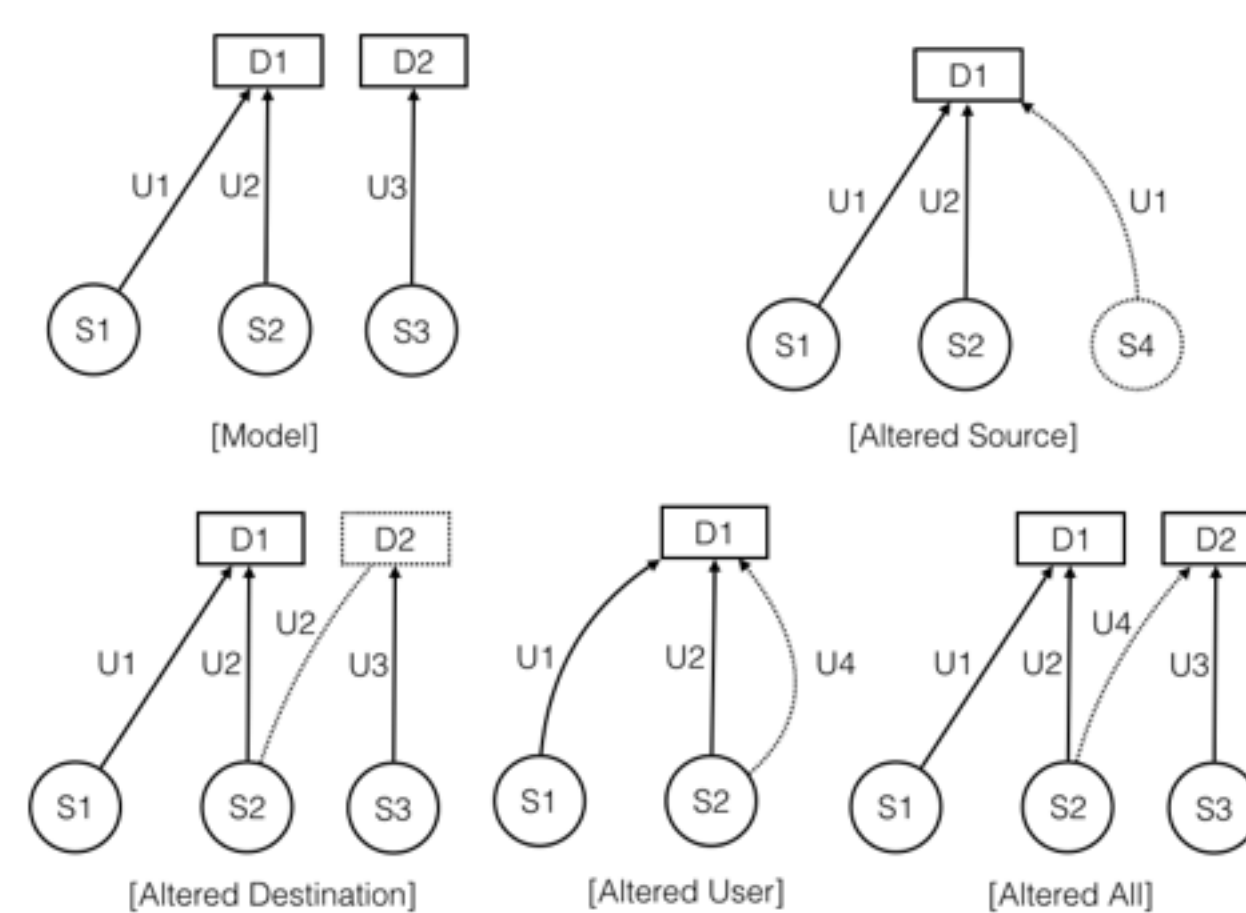 D1 D2
U1 U2 U3
S1 S2 S3
[Model]
D1
U1 U2 U1
S1 S2 S4
[Altered Source]
D1 D2
U2
U1 U2 U3
S1 S2 S3
[Altered Destination]
D1
U1 U2 U4
S1 S2
[Altered User]
D1 D2
U4
U1 U2 U3
S1 S2 S3
[Altered All]